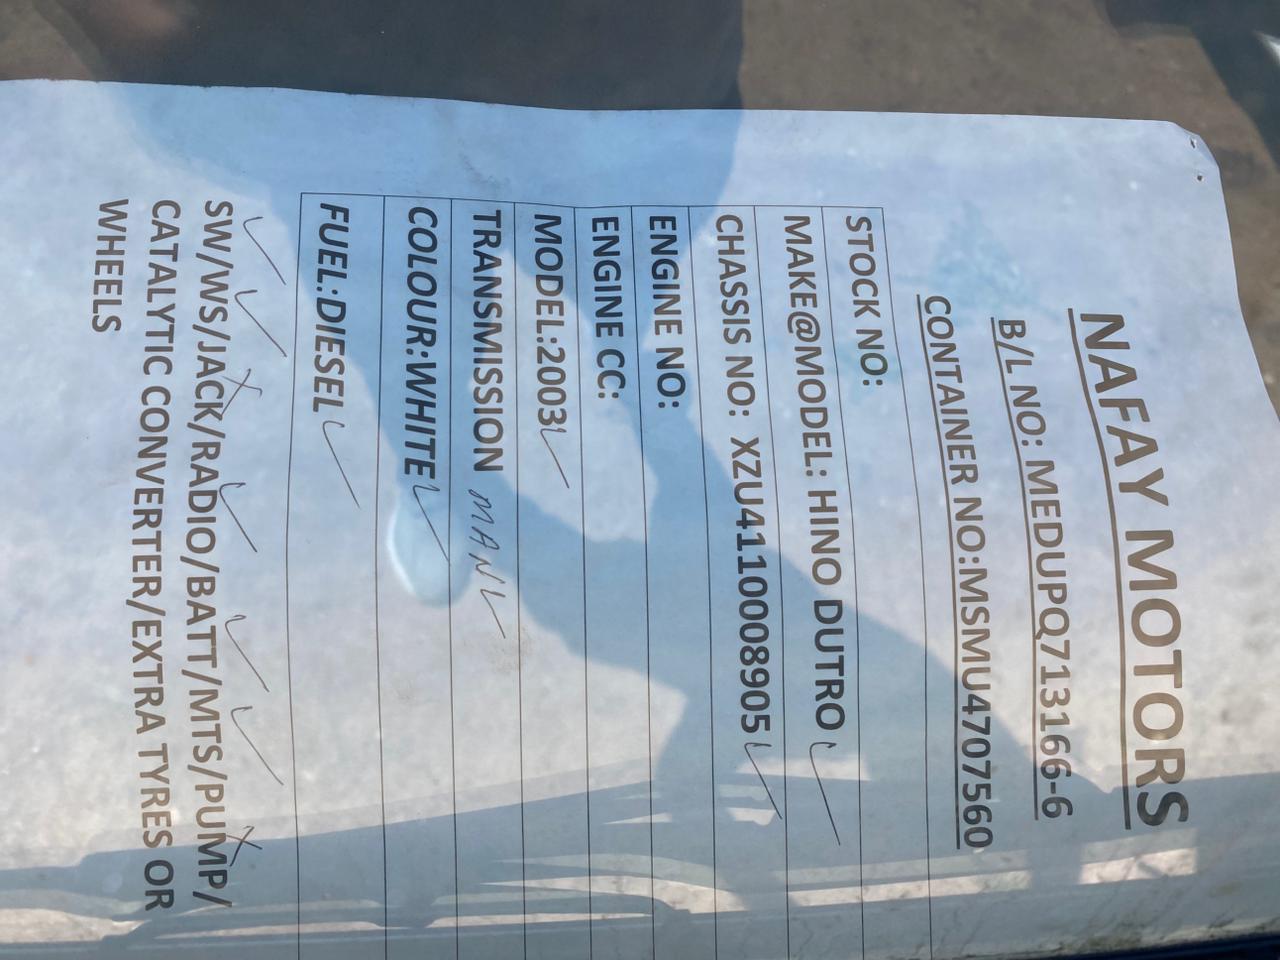 NAFAY MOTORS
B/L NO: MEDUPQ713166-6
CONTAINER NO:MSMU4707560
STOCK NO:
MAKE@MODEL: HINO DUTRO ✓
CHASSIS NO: XZU4110008905 ✓
ENGINE NO:
ENGINE CC:
MODEL:2003 ✓
TRANSMISSION MANL
COLOUR:WHITE ✓
FUEL:DIESEL ✓
SW/WS/JACK/RADIO/BATT/MTS/PUMP/
CATALYTIC CONVERTER/EXTRA TYRES OR
WHEELS